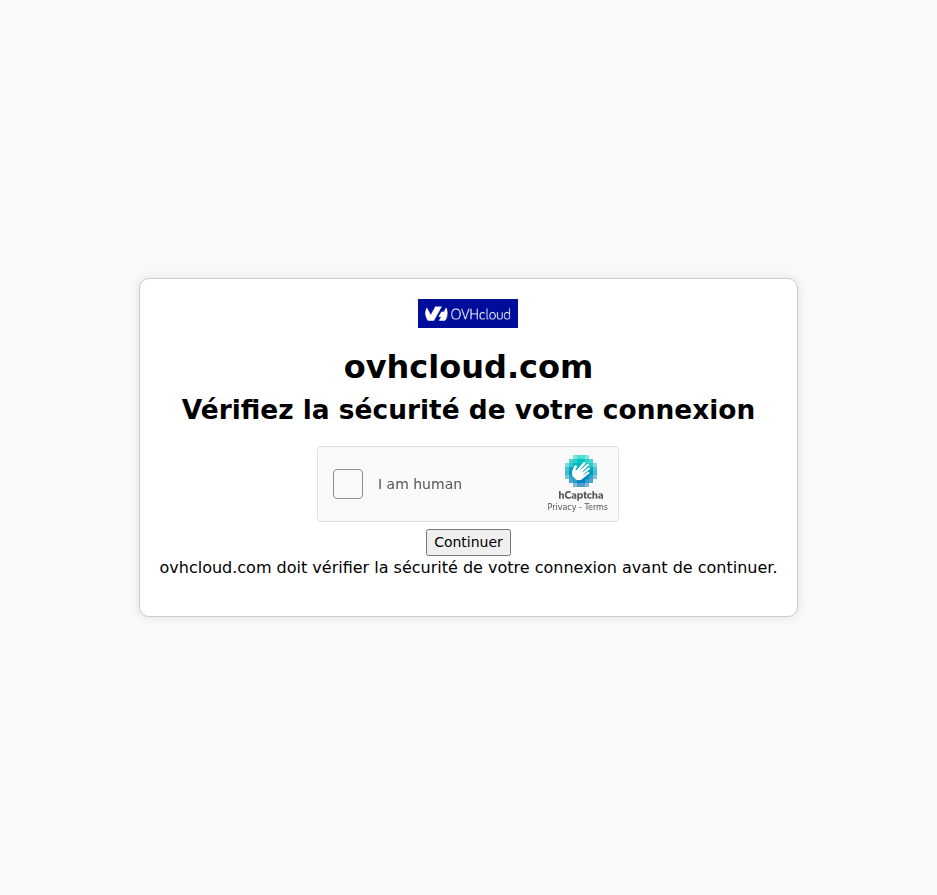 OVHcloud
ovhcloud.com
Vérifiez la sécurité de votre connexion
I am human
hCaptcha
Privacy - Terms
Continuer
ovhcloud.com doit vérifier la sécurité de votre connexion avant de continuer.